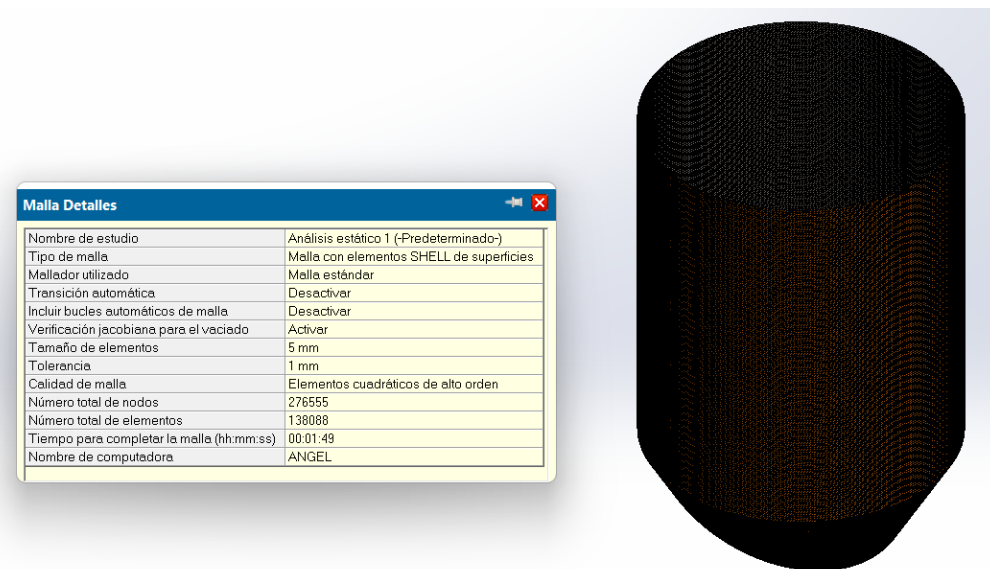 Malla Detalles
Nombre de estudio Análisis estático 1 (-Predeterminado-)
Tipo de malla Malla con elementos SHELL de superficies
Mallador utilizado Malla estándar
Transición automática Desactivar
Incluir bucles automáticos de malla Desactivar
Verificación jacobiana para el vaciado Activar
Tamaño de elementos 5 mm
Tolerancia 1 mm
Calidad de malla Elementos cuadráticos de alto orden
Número total de nodos 276555
Número total de elementos 138088
Tiempo para completar la malla (hh:mm:ss) 00:01:49
Nombre de computadora ANGEL